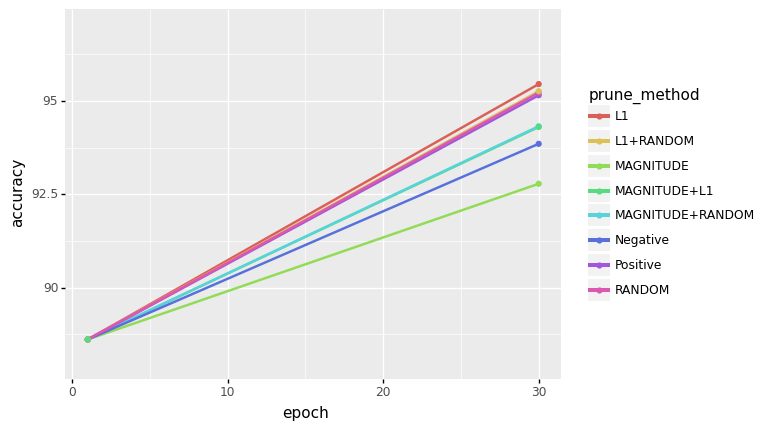 prune_method
L1
L1+RANDOM
MAGNITUDE
MAGNITUDE+L1
MAGNITUDE+RANDOM
Negative
Positive
RANDOM
accuracy
95
92.5
90
0 10 20 30
epoch